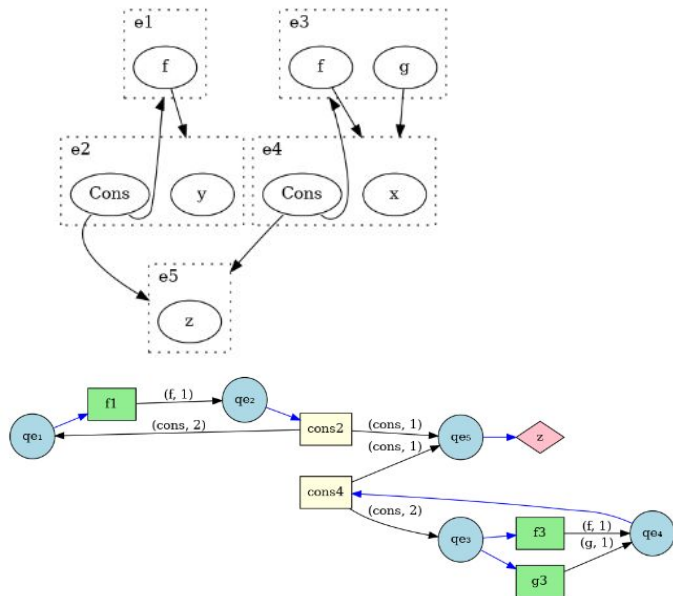 e1
e3
f
f
g
e2
e4
Cons
y
Cons
x
e5
z
f1
(f, 1)
qe₂
qe₁
(cons, 2)
cons2
(cons, 1)
qe₅
z
(cons, 1)
cons4
(cons, 2)
qe₃
f3
(f, 1)
qe₄
(g, 1)
g3